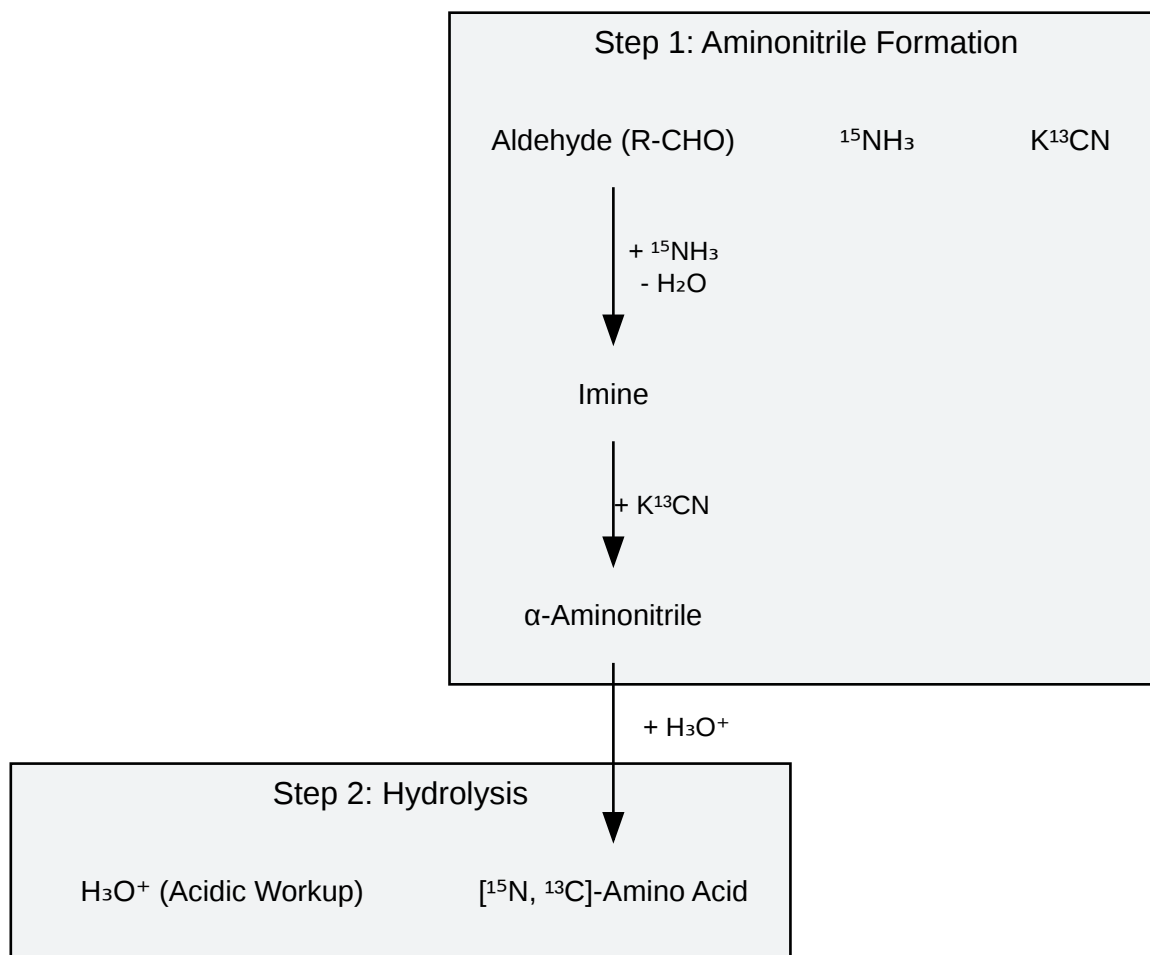 Step 1: Aminonitrile Formation
Aldehyde (R-CHO) ¹⁵NH₃ K¹³CN
+ ¹⁵NH₃
- H₂O
Imine
+ K¹³CN
α-Aminonitrile
+ H₃O⁺
Step 2: Hydrolysis
H₃O⁺ (Acidic Workup) [¹⁵N, ¹³C]-Amino Acid